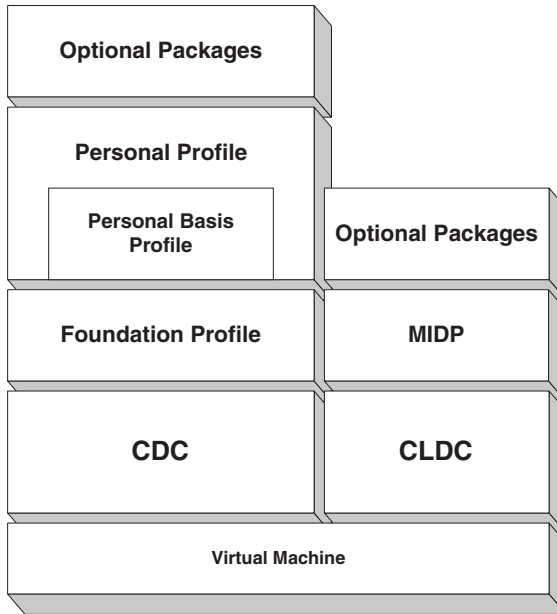 Optional Packages
Personal Profile
Personal Basis
Profile
Optional Packages
Foundation Profile
MIDP
CDC
CLDC
Virtual Machine